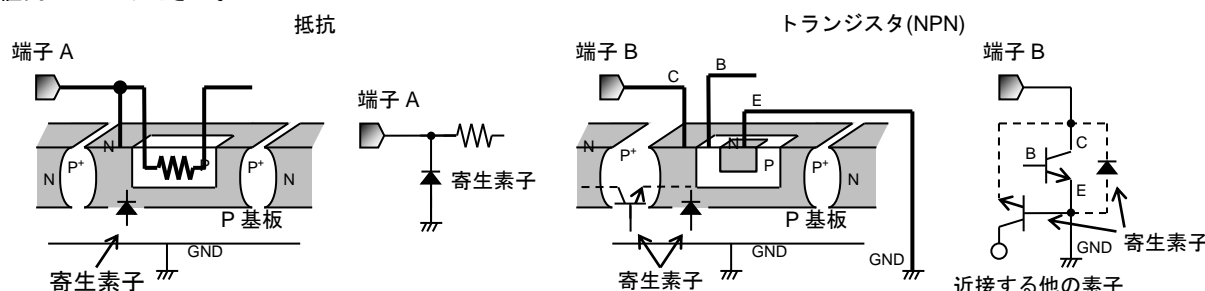 抵抗
端子 A
N
P
P+
P+
N
N
P 基板
GND
寄生素子
端子 A
寄生素子
トランジスタ(NPN)
端子 B
C
B
E
N
P+
N
P
P+
N
P 基板
GND
GND
寄生素子
端子 B
C
B
E
GND
寄生素子
近接する他の素子